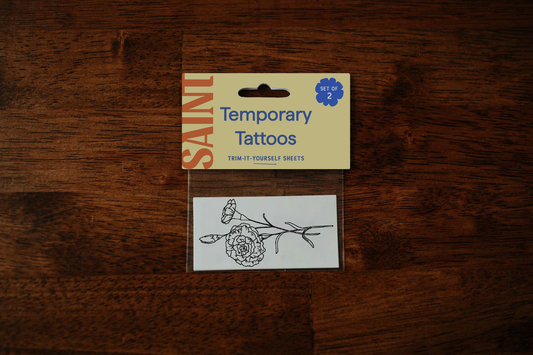 SAINT
Temporary
Tattoos
TRIM-IT-YOURSELF SHEETS
SET OF
2